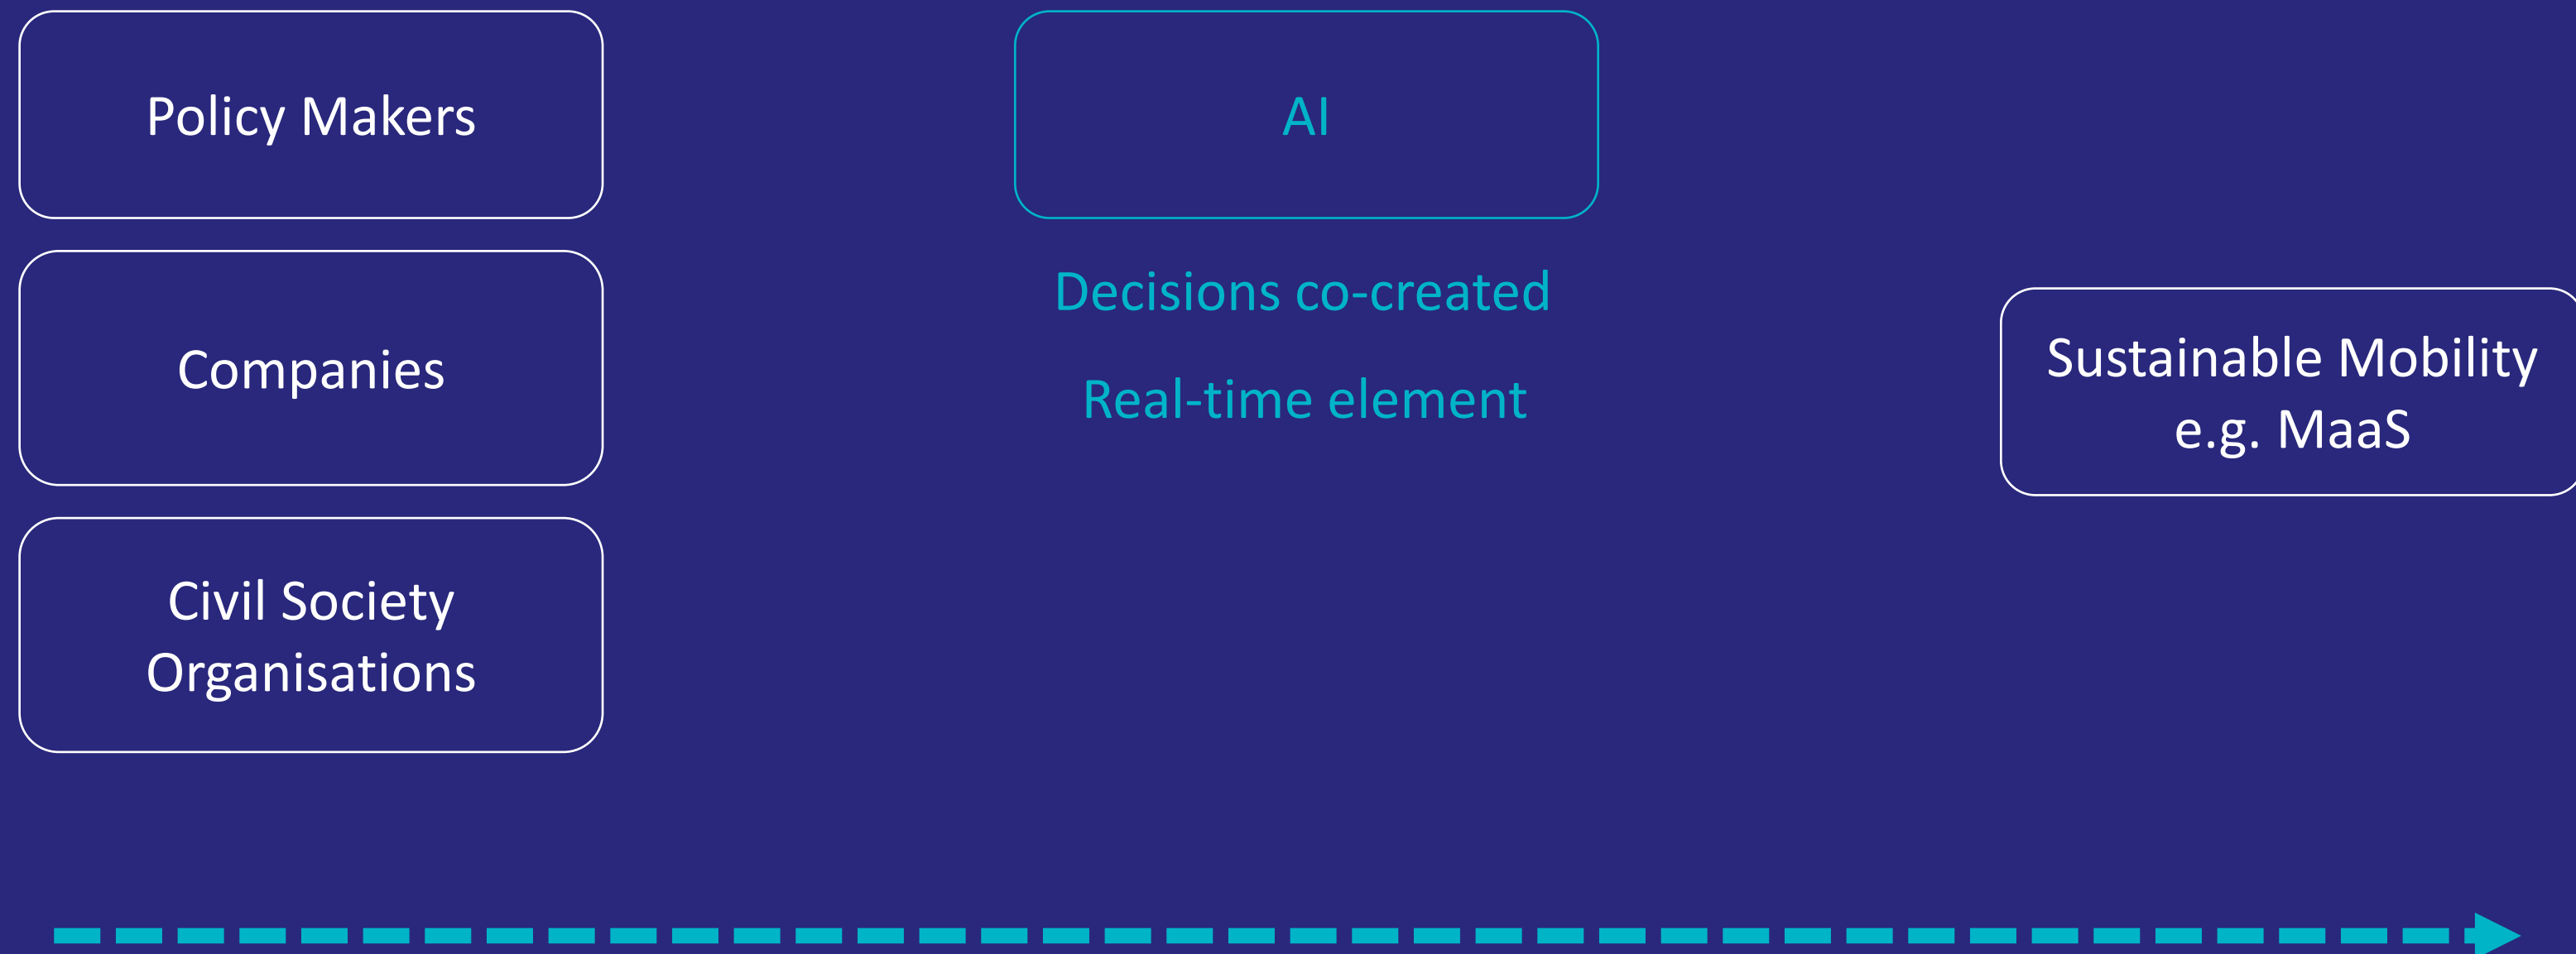 Policy Makers
Companies
Civil Society
Organisations
AI
Decisions co-created
Real-time element
Sustainable Mobility
e.g. MaaS